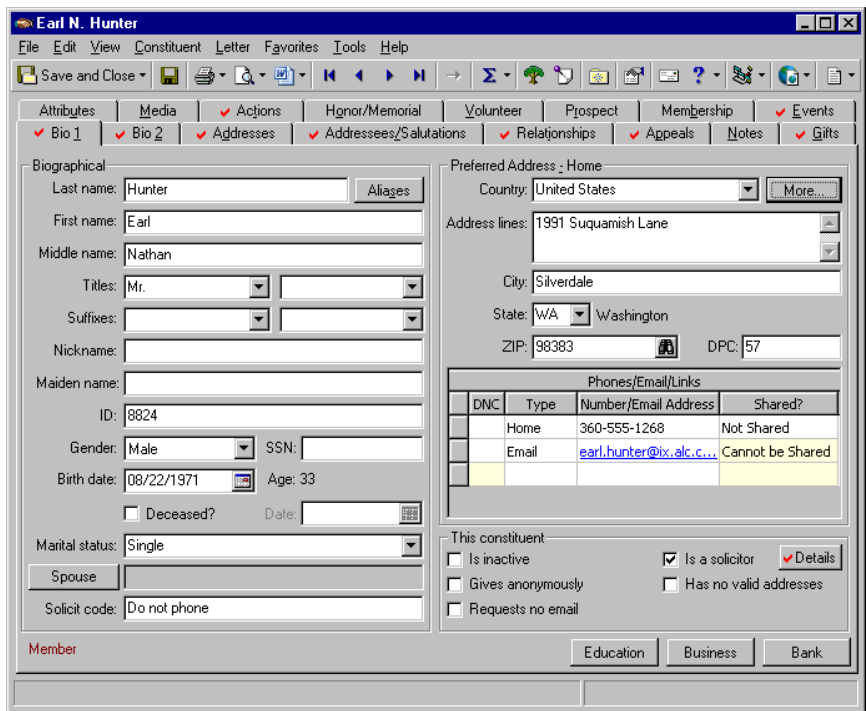 Earl N. Hunter
File Edit View Constituent Letter Favorites Tools Help
Save and Close
Attributes Media Actions Honor/Memorial Volunteer Prospect Membership Events
Bio 1 Bio 2 Addresses Addressees/Salutations Relationships Appeals Notes Gifts
Biographical
Last name: Hunter Aliases
First name: Earl
Middle name: Nathan
Titles: Mr.
Suffixes:
Nickname:
Maiden name:
ID: 8824
Gender: Male SSN:
Birth date: 08/22/1971 Age: 33
Deceased? Date:
Marital status: Single
Spouse
Solicit code: Do not phone
Member
Preferred Address - Home
Country: United States More...
Address lines: 1991 Suquamish Lane
City: Silverdale
State: WA Washington
ZIP: 98383 DPC: 57
Phones/Email/Links
DNC Type Number/Email Address Shared?
Home 360-555-1268 Not Shared
Email earl.hunter@ix.alc.c... Cannot be Shared
This constituent
Is inactive Is a solicitor Details
Gives anonymously Has no valid addresses
Requests no email
Education Business Bank